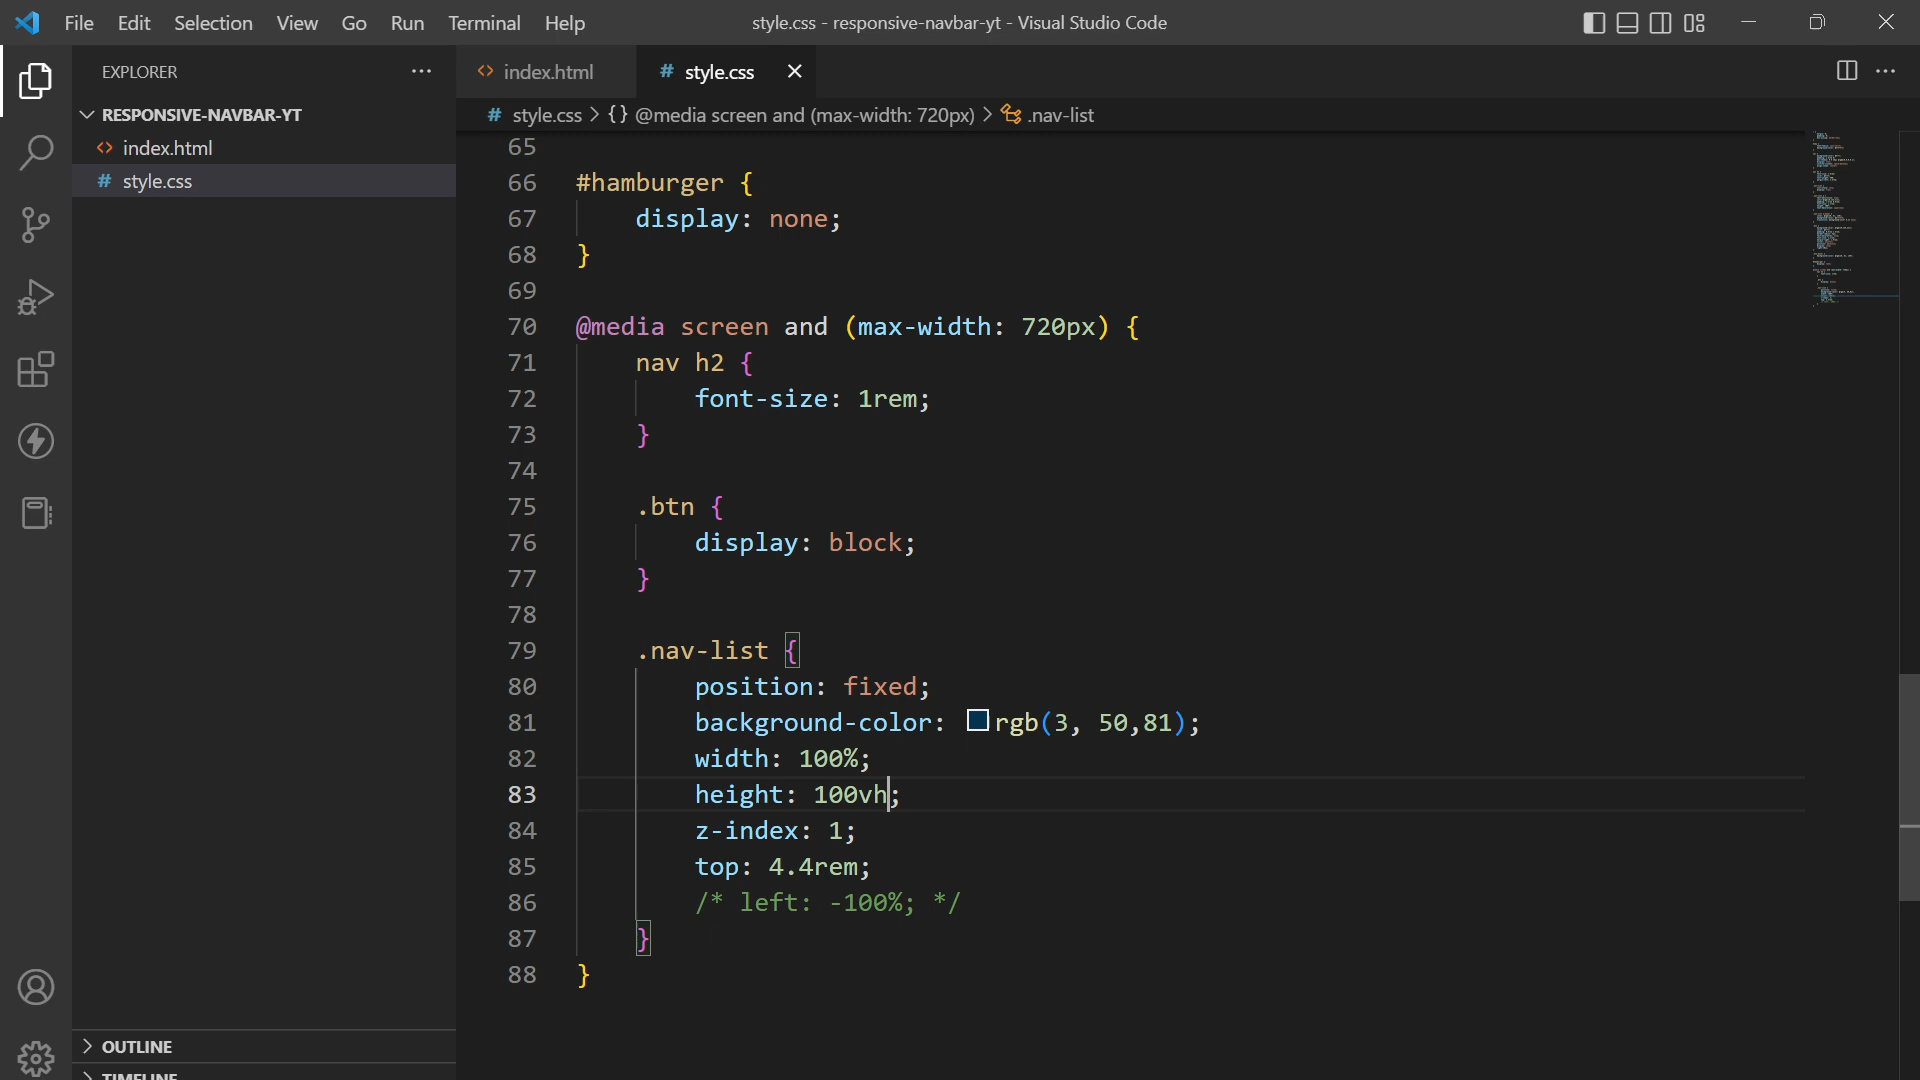 File Edit Selection View Go Run Terminal Help style.css - responsive-navbar-yt - Visual Studio Code
EXPLORER
RESPONSIVE-NAVBAR-YT
<> index.html
# style.css
OUTLINE
TIMELINE
<> index.html # style.css
# style.css > {} @media screen and (max-width: 720px) > .nav-list
65
66 #hamburger {
67     display: none;
68 }
69
70 @media screen and (max-width: 720px) {
71     nav h2 {
72         font-size: 1rem;
73     }
74
75     .btn {
76         display: block;
77     }
78
79     .nav-list {
80         position: fixed;
81         background-color: rgb(3, 50,81);
82         width: 100%;
83         height: 100vh;
84         z-index: 1;
85         top: 4.4rem;
86         /* left: -100%; */
87     }
88 }